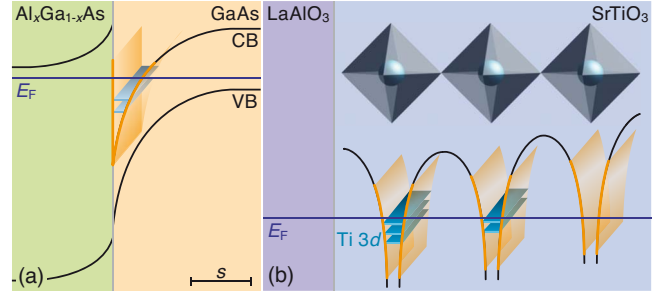 AlxGa1-xAs
GaAs
CB
EF
VB
(a)
s
LaAlO3
SrTiO3
EF
Ti 3d
(b)